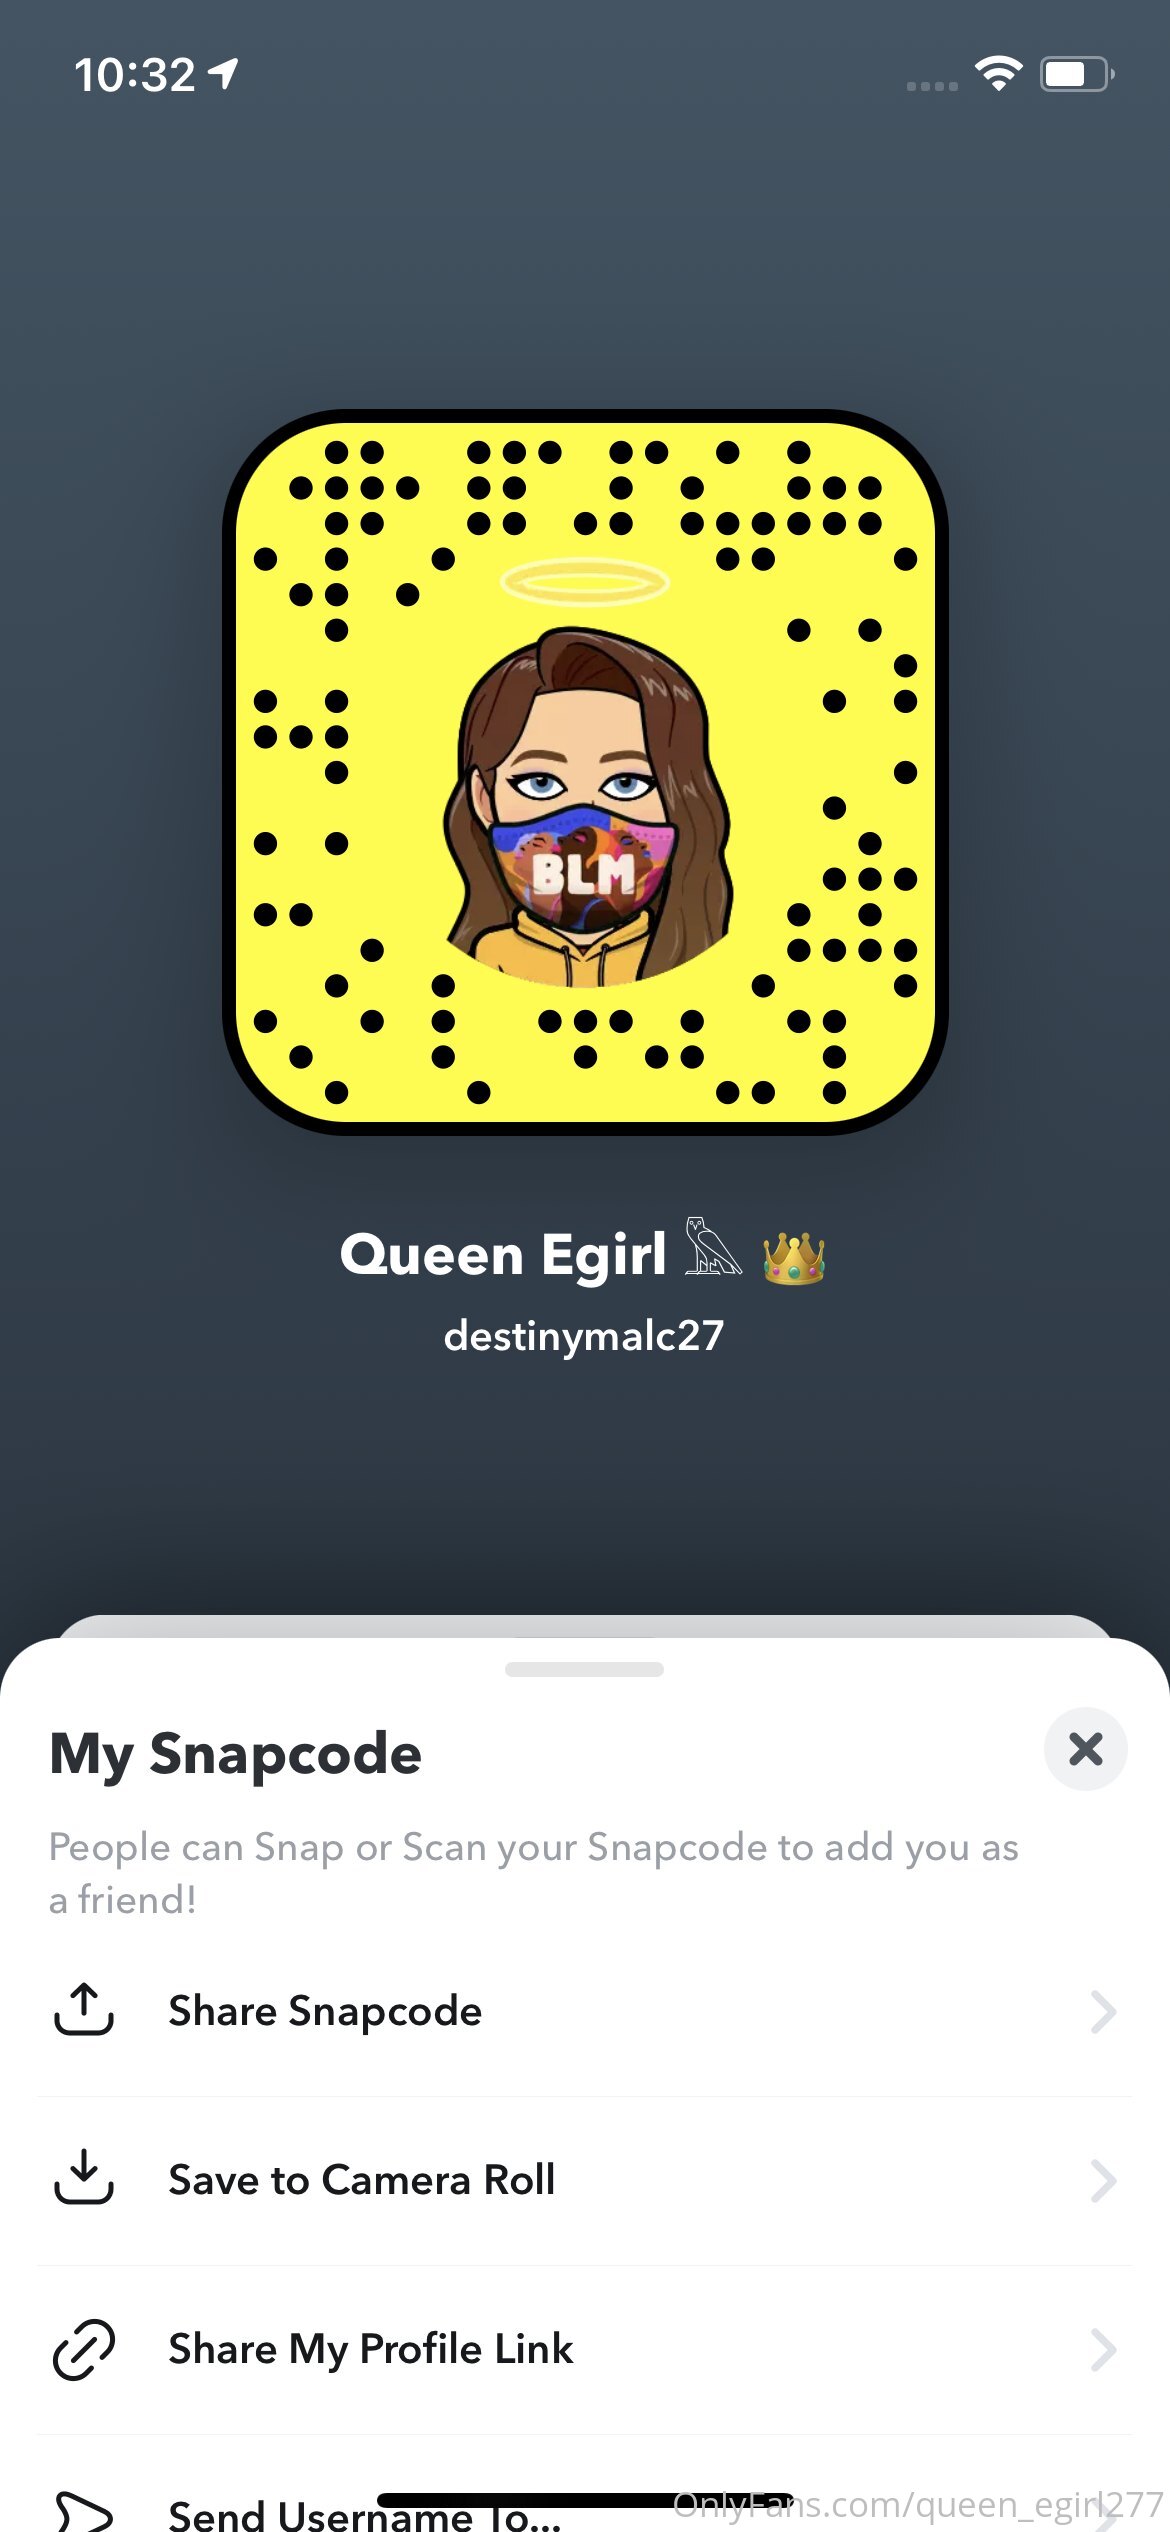 10:32
BLM
Queen Egirl 𓅓 👑
destinymalc27
My Snapcode
People can Snap or Scan your Snapcode to add you as
a friend!
Share Snapcode
Save to Camera Roll
Share My Profile Link
Send Username To...
OnlyFans.com/queen_egirl277